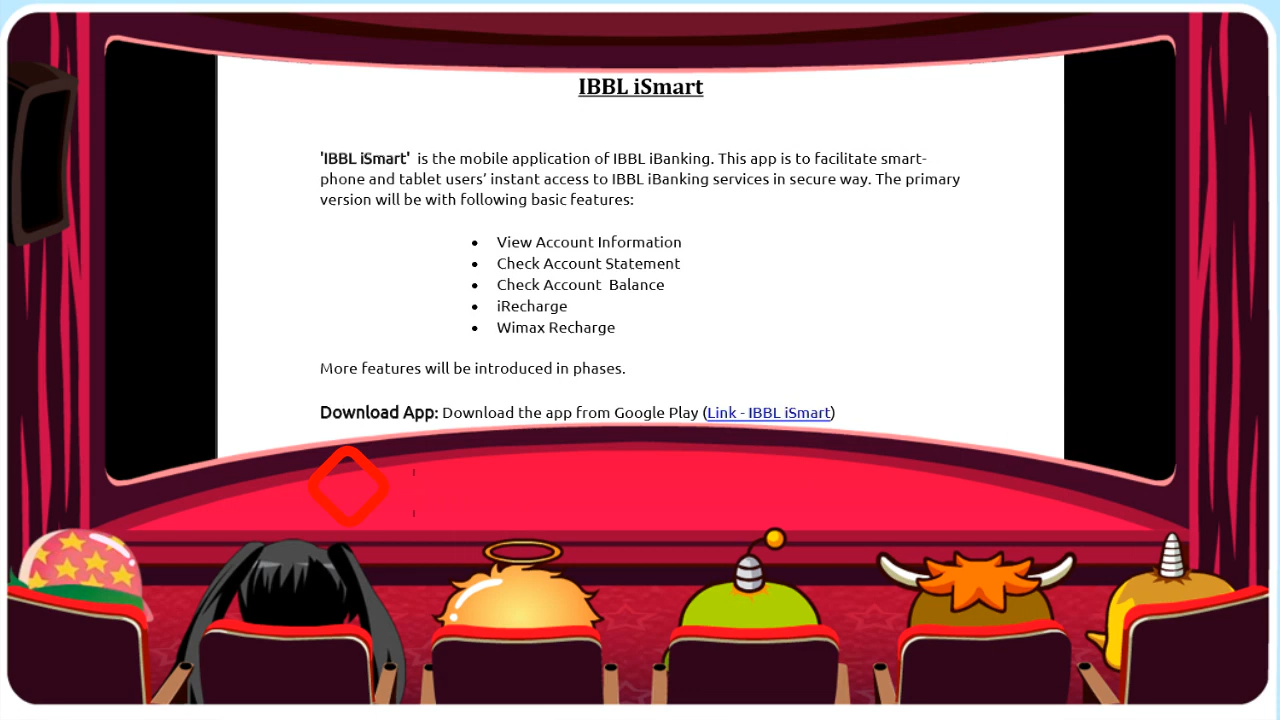 IBBL iSmart
'IBBL iSmart' is the mobile application of IBBL iBanking. This app is to facilitate smart-
phone and tablet users’ instant access to IBBL iBanking services in secure way. The primary
version will be with following basic features:
• View Account Information
• Check Account Statement
• Check Account Balance
• iRecharge
• Wimax Recharge
More features will be introduced in phases.
Download App: Download the app from Google Play (Link - IBBL iSmart)